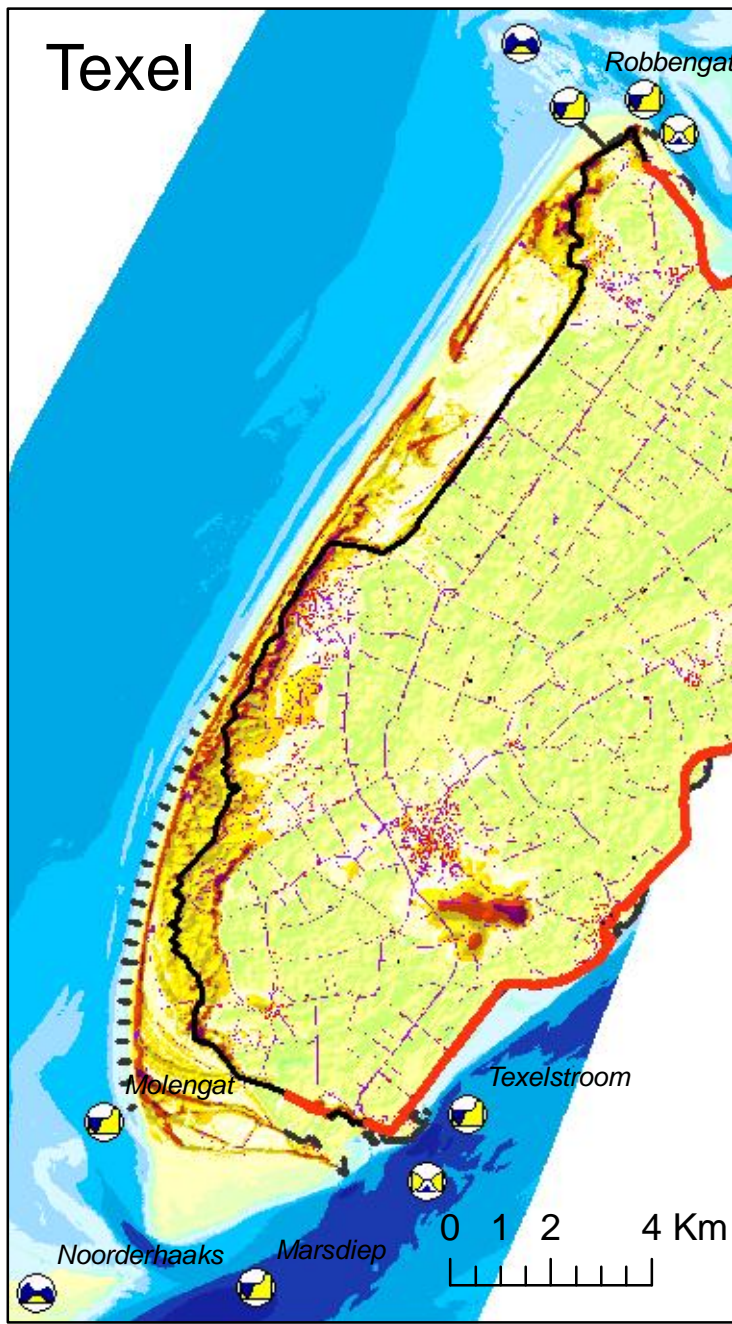 Texel
Robbengat
Molengat
Texelstroom
0 1 2 4 Km
Noorderhaaks
Marsdiep